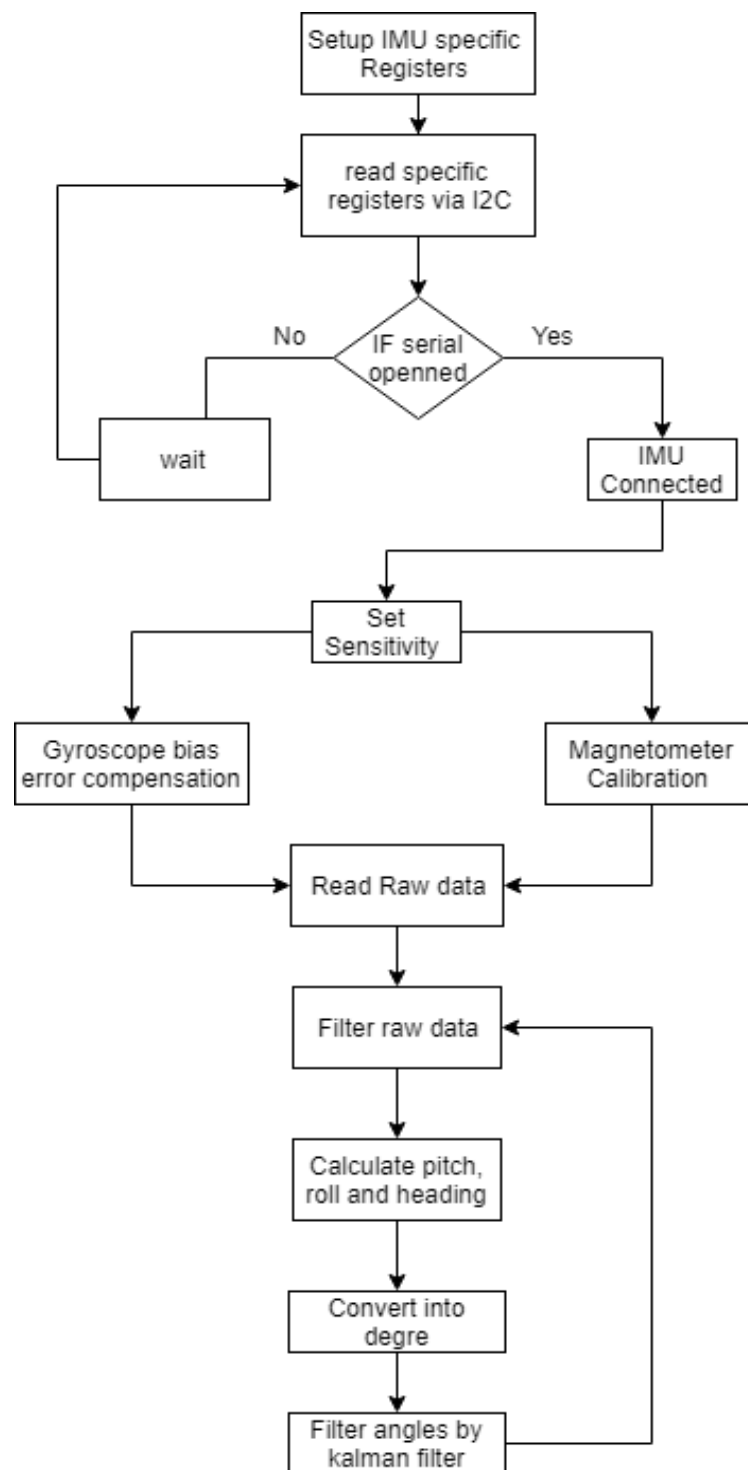 Setup IMU specific
Registers
read specific
registers via I2C
No
IF serial
openned
Yes
wait
IMU
Connected
Set
Sensitivity
Gyroscope bias
error compensation
Magnetometer
Calibration
Read Raw data
Filter raw data
Calculate pitch,
roll and heading
Convert into
degre
Filter angles by
kalman filter